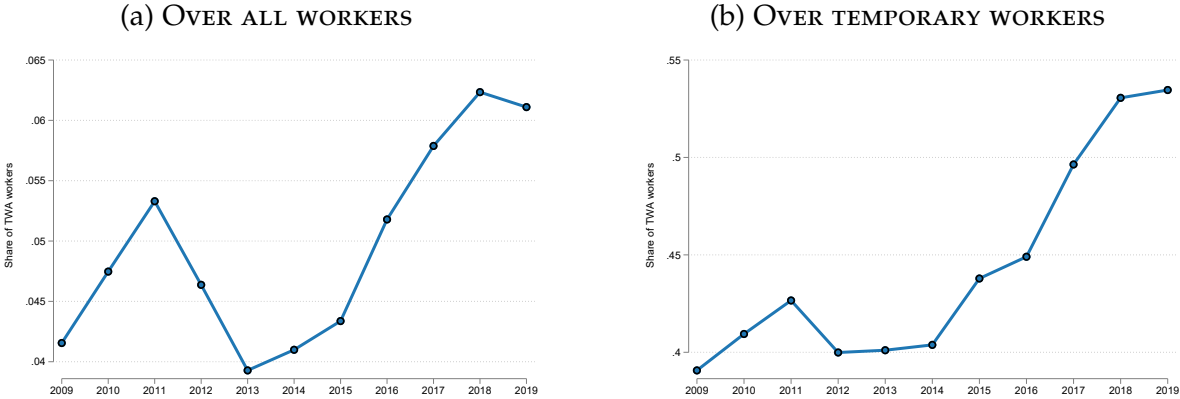 (a) Over all workers
.065
.06
.055
.05
.045
.04
Share of TWA workers
2009 2010 2011 2012 2013 2014 2015 2016 2017 2018 2019
(b) Over temporary workers
.55
.5
.45
.4
Share of TWA workers
2009 2010 2011 2012 2013 2014 2015 2016 2017 2018 2019